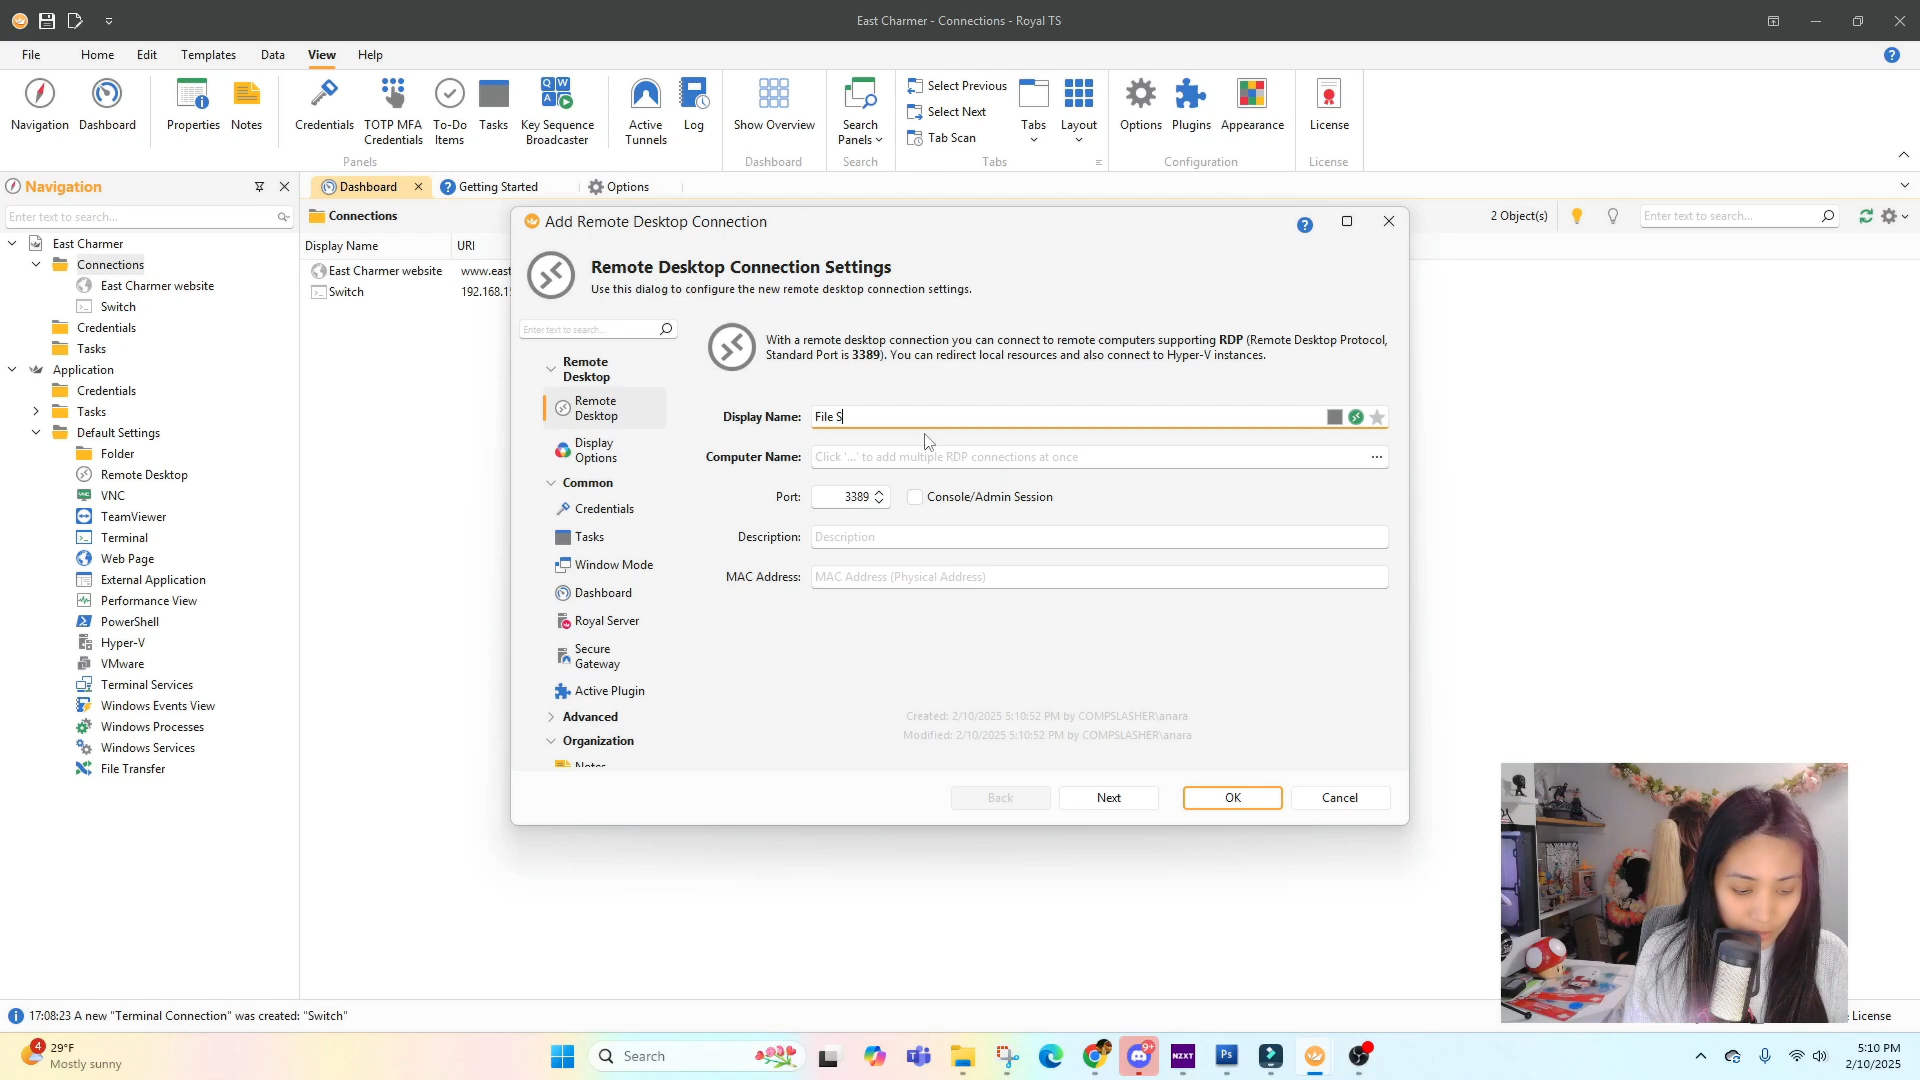 East Charmer - Connections - Royal TS
File Home Edit Templates Data View Help
Navigation Dashboard Properties Notes Credentials TOTP MFA Credentials To-Do Items Tasks Key Sequence Broadcaster Active Tunnels Log
Panels
Show Overview
Dashboard
Search Panels
Search
Select Previous
Select Next
Tab Scan
Tabs Layout
Tabs
Options Plugins Appearance
Configuration
License
License
Navigation
Dashboard Getting Started Options
Enter text to search...
Connections
2 Object(s)
Enter text to search...
Display Name URI
East Charmer website www.east
Switch 192.168.1
East Charmer
Connections
East Charmer website
Switch
Credentials
Tasks
Application
Credentials
Tasks
Default Settings
Folder
Remote Desktop
VNC
TeamViewer
Terminal
Web Page
External Application
Performance View
PowerShell
Hyper-V
VMware
Terminal Services
Windows Events View
Windows Processes
Windows Services
File Transfer
Add Remote Desktop Connection
Remote Desktop Connection Settings
Use this dialog to configure the new remote desktop connection settings.
Enter text to search...
Remote Desktop
Remote Desktop
Display Options
Common
Credentials
Tasks
Window Mode
Dashboard
Royal Server
Secure Gateway
Active Plugin
Advanced
Organization
Notes
With a remote desktop connection you can connect to remote computers supporting RDP (Remote Desktop Protocol,
Standard Port is 3389). You can redirect local resources and also connect to Hyper-V instances.
Display Name: File S
Computer Name: Click '...' to add multiple RDP connections at once
Port: 3389 Console/Admin Session
Description: Description
MAC Address: MAC Address (Physical Address)
Created: 2/10/2025 5:10:52 PM by COMPSLASHER\anara
Modified: 2/10/2025 5:10:52 PM by COMPSLASHER\anara
Back Next OK Cancel
17:08:23 A new "Terminal Connection" was created: "Switch"
License
4
29°F
Mostly sunny
Search
9+
NZXT
Ps
5:10 PM
2/10/2025